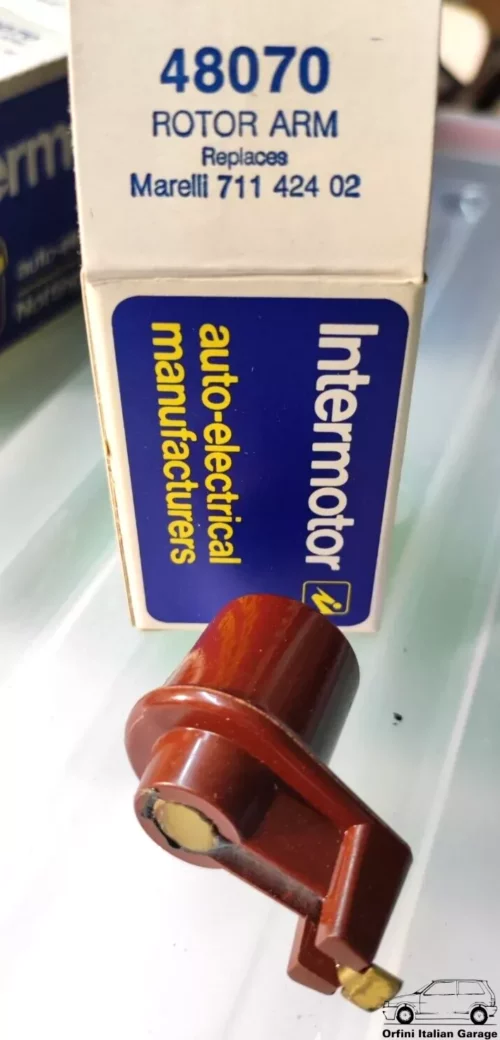 48070
ROTOR ARM
Replaces
Marelli 711 424 02
Intermotor
auto-electrical
manufacturers
Orfini Italian Garage